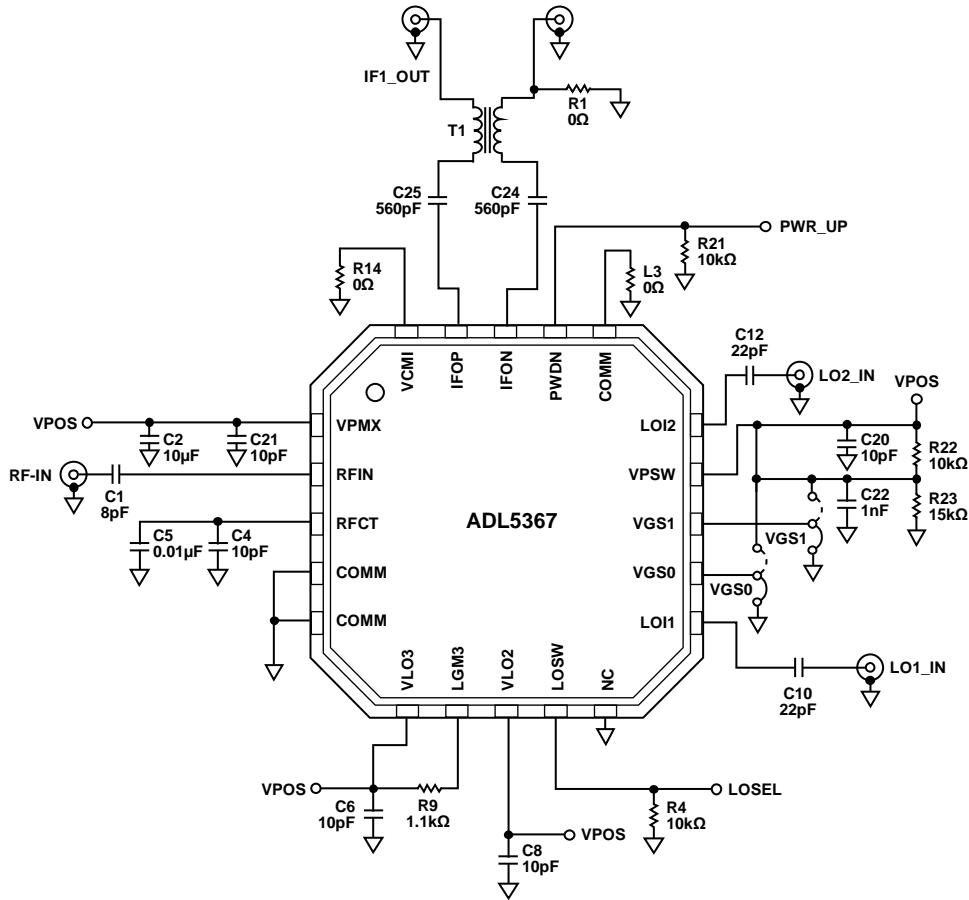 IF1_OUT
R1
0Ω
T1
C25
560pF
C24
560pF
PWR_UP
R21
10kΩ
R14
0Ω
L3
0Ω
C12
22pF
LO2_IN
VPOS
VCMI
IFOP
IFON
PWDN
COMM
VPOS
C2
10µF
C21
10pF
VPMX
LOI2
C20
10pF
R22
10kΩ
RF-IN
C1
8pF
RFIN
VPSW
C22
1nF
R23
15kΩ
C5
0.01µF
C4
10pF
RFCT
ADL5367
VGS1
VGS1
COMM
VGS0
VGS0
COMM
LOI1
LO1_IN
C10
22pF
VLO3
LGM3
VLO2
LOSW
NC
VPOS
C6
10pF
R9
1.1kΩ
LOSEL
R4
10kΩ
VPOS
C8
10pF